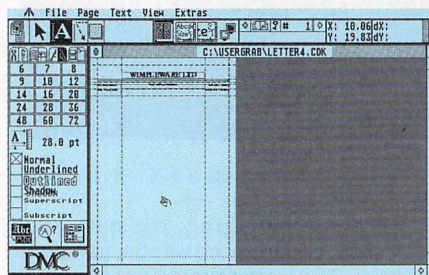 File Page Text View Extras
A
# 1 X: 10.06 dX:
Y: 19.83 dY:
C:\USERGRAB\LETTER4.CDK
6 7 8
9 10 12
14 16 20
24 28 36
48 60 72
A 28.0 pt
Normal
Underlined
Outlined
Shadow
Superscript
Subscript
WIMPLEWARE LTD
DMC®